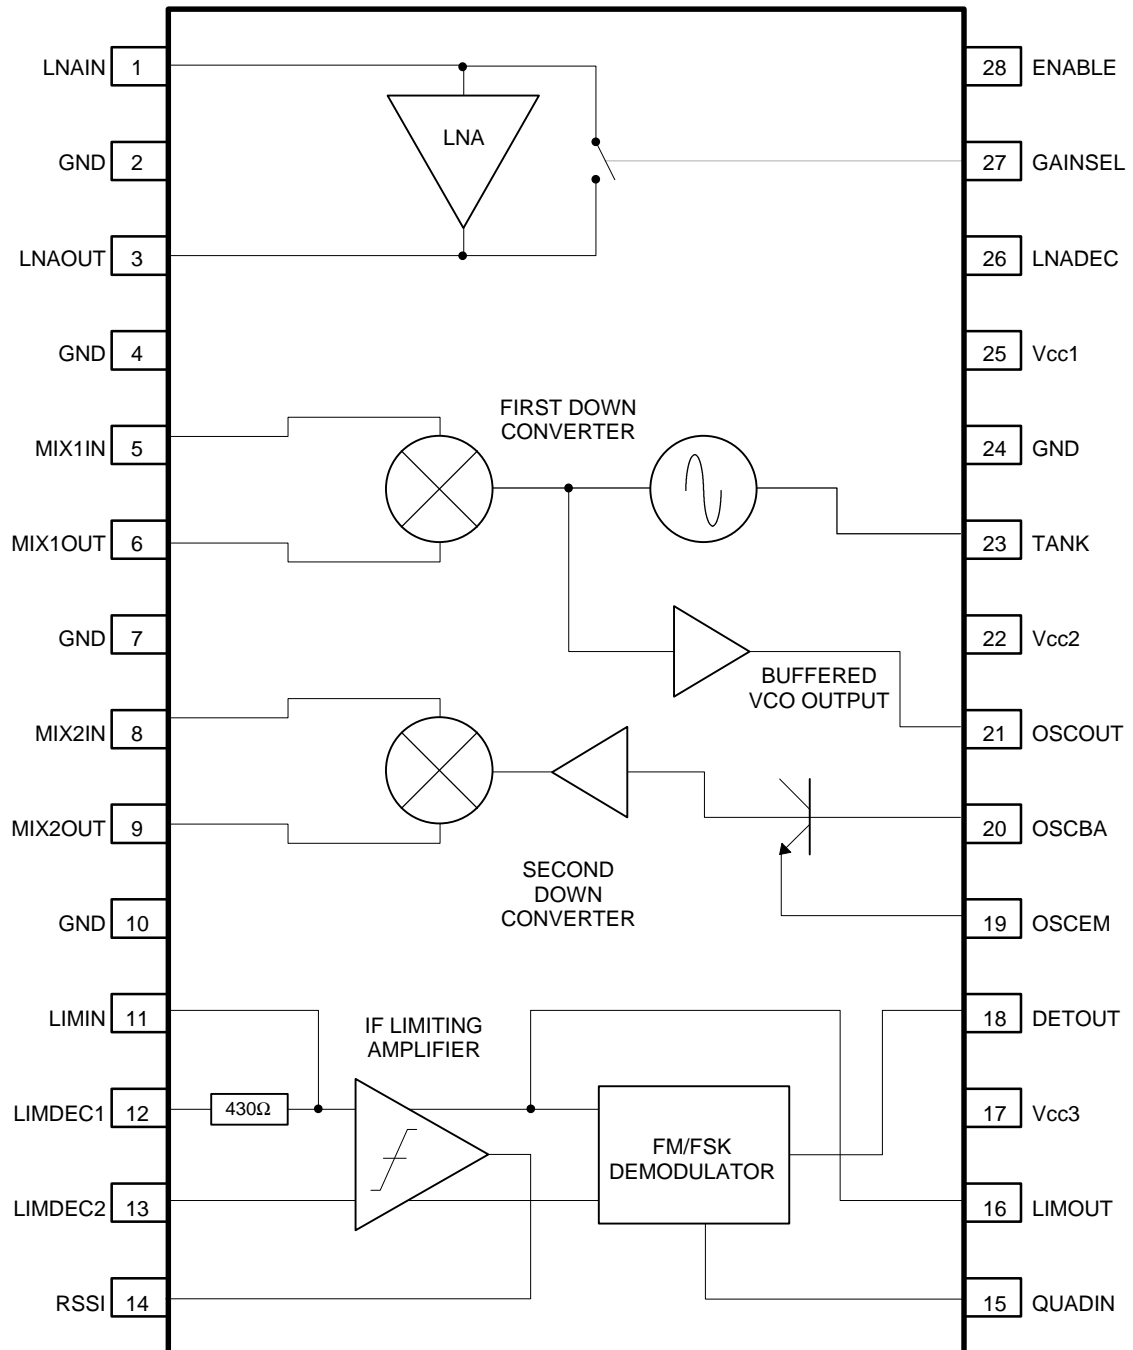 LNAIN 1
28 ENABLE
LNA
GND 2
27 GAINSEL
LNAOUT 3
26 LNADEC
GND 4
25 Vcc1
FIRST DOWN
CONVERTER
MIX1IN 5
24 GND
MIX1OUT 6
23 TANK
GND 7
22 Vcc2
BUFFERED
VCO OUTPUT
MIX2IN 8
21 OSCOUT
MIX2OUT 9
20 OSCBA
SECOND
DOWN
CONVERTER
GND 10
19 OSCEM
LIMIN 11
IF LIMITING
AMPLIFIER
18 DETOUT
LIMDEC1 12
430Ω
17 Vcc3
FM/FSK
DEMODULATOR
LIMDEC2 13
16 LIMOUT
RSSI 14
15 QUADIN